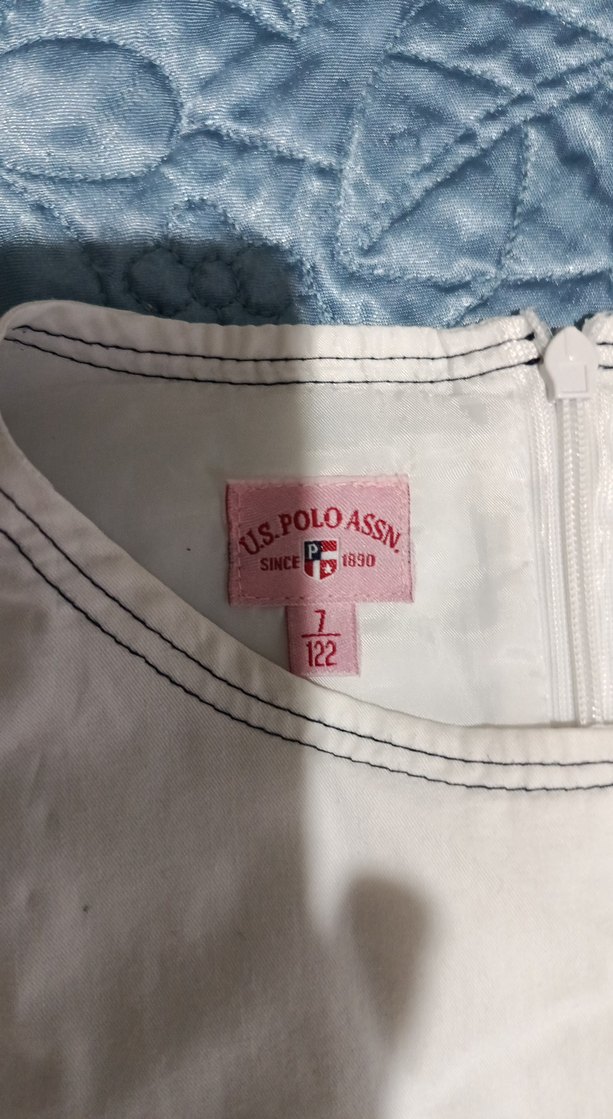 U.S. POLO ASSN.
SINCE P 1890
7
122